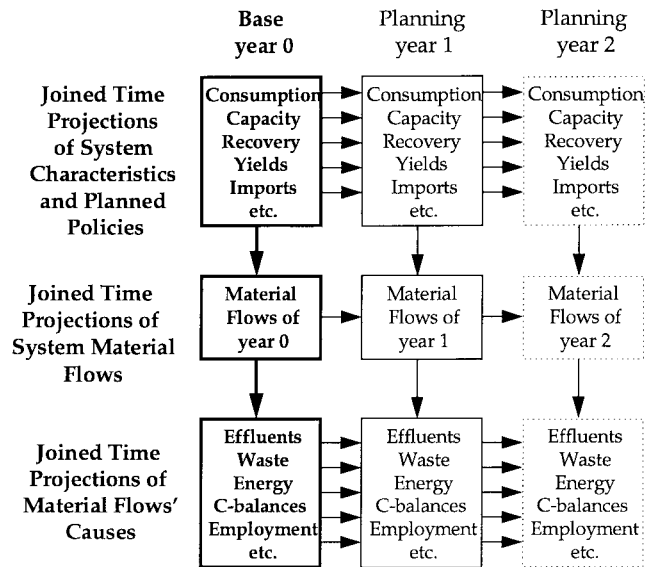 Base
year 0
Planning
year 1
Planning
year 2
Joined Time
Projections
of System
Characteristics
and Planned
Policies
Consumption
Capacity
Recovery
Yields
Imports
etc.
Consumption
Capacity
Recovery
Yields
Imports
etc.
Consumption
Capacity
Recovery
Yields
Imports
etc.
Joined Time
Projections of
System Material
Flows
Material
Flows of
year 0
Material
Flows of
year 1
Material
Flows of
year 2
Joined Time
Projections of
Material Flows'
Causes
Effluents
Waste
Energy
C-balances
Employment
etc.
Effluents
Waste
Energy
C-balances
Employment
etc.
Effluents
Waste
Energy
C-balances
Employment
etc.